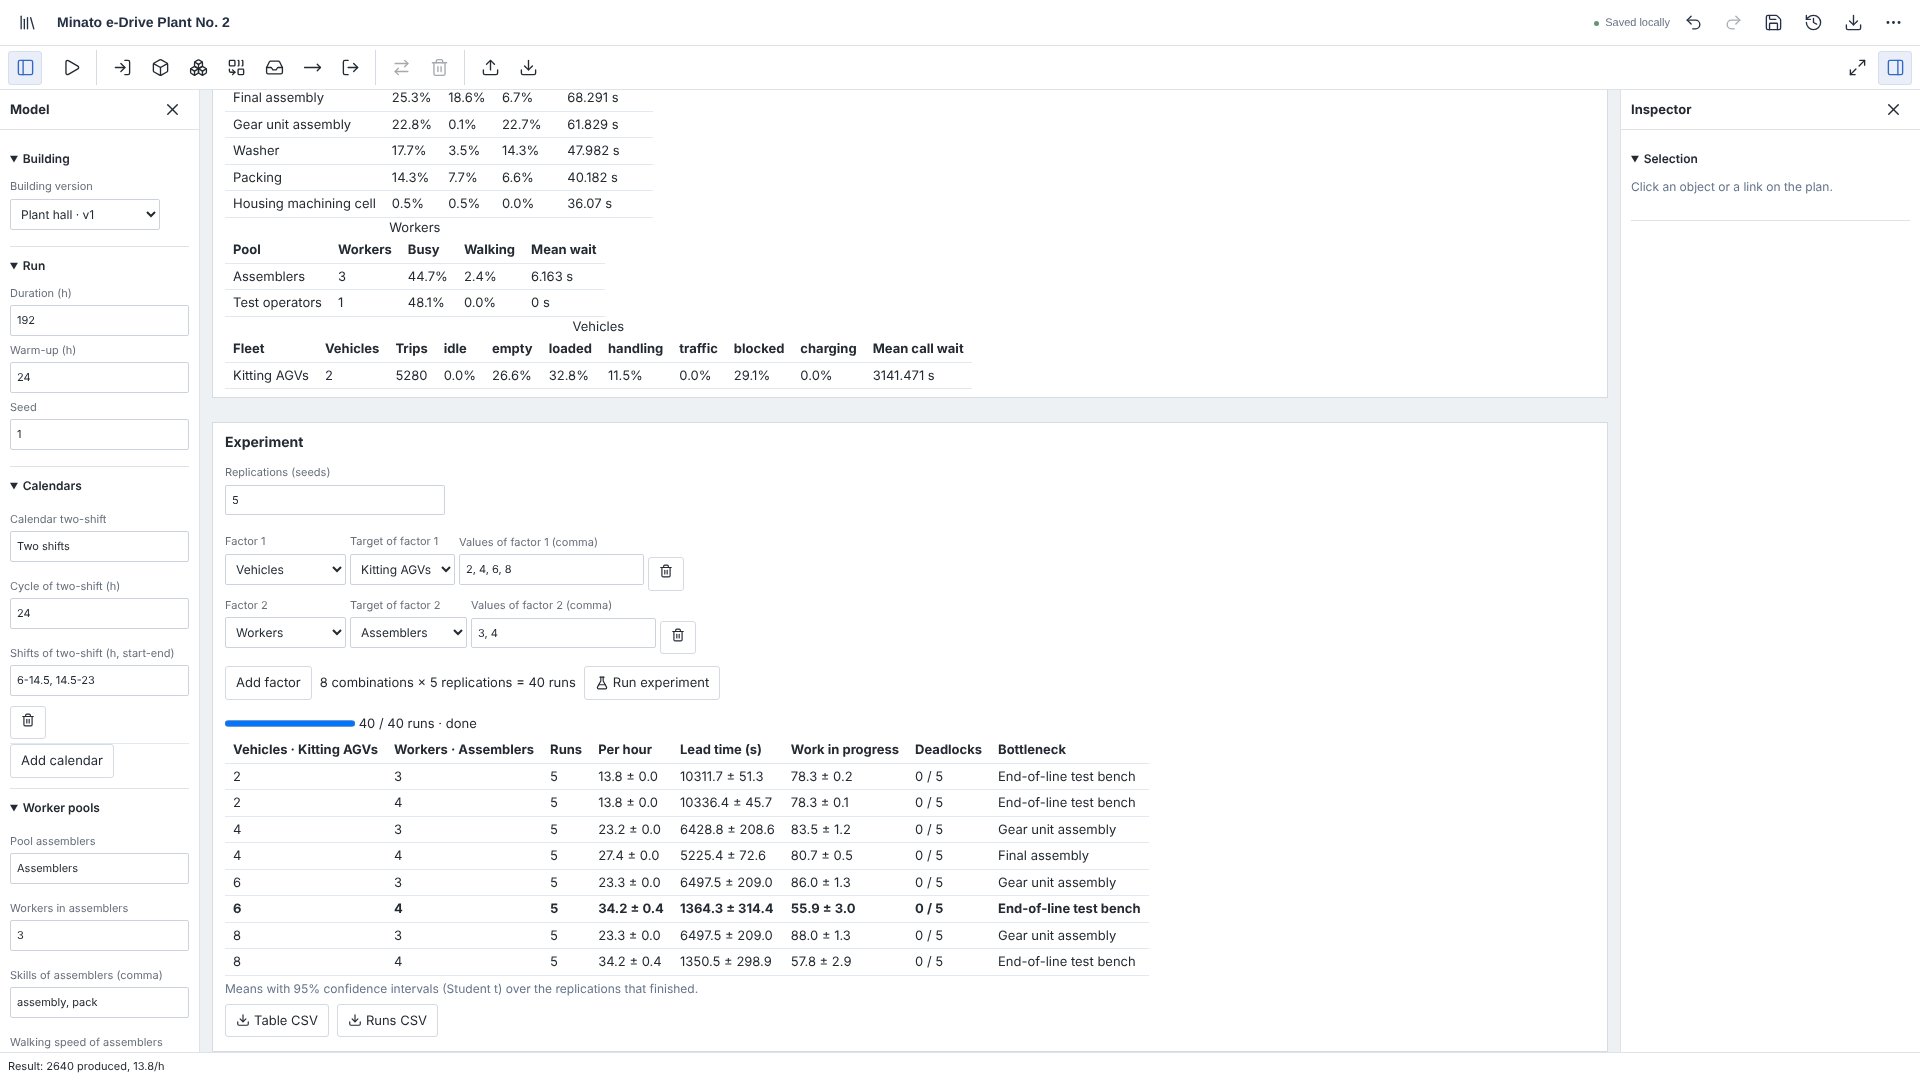 Minato e-Drive Plant No. 2
Saved locally
Model
Building
Building version
Plant hall · v1
Run
Duration (h)
192
Warm-up (h)
24
Seed
1
Calendars
Calendar two-shift
Two shifts
Cycle of two-shift (h)
24
Shifts of two-shift (h, start-end)
6-14.5, 14.5-23
Add calendar
Worker pools
Pool assemblers
Assemblers
Workers in assemblers
3
Skills of assemblers (comma)
assembly, pack
Walking speed of assemblers
Final assembly 25.3% 18.6% 6.7% 68.291 s
Gear unit assembly 22.8% 0.1% 22.7% 61.829 s
Washer 17.7% 3.5% 14.3% 47.982 s
Packing 14.3% 7.7% 6.6% 40.182 s
Housing machining cell 0.5% 0.5% 0.0% 36.07 s
Workers
Pool Workers Busy Walking Mean wait
Assemblers 3 44.7% 2.4% 6.163 s
Test operators 1 48.1% 0.0% 0 s
Vehicles
Fleet Vehicles Trips idle empty loaded handling traffic blocked charging Mean call wait
Kitting AGVs 2 5280 0.0% 26.6% 32.8% 11.5% 0.0% 29.1% 0.0% 3141.471 s
Experiment
Replications (seeds)
5
Factor 1 Target of factor 1 Values of factor 1 (comma)
Vehicles Kitting AGVs 2, 4, 6, 8
Factor 2 Target of factor 2 Values of factor 2 (comma)
Workers Assemblers 3, 4
Add factor 8 combinations × 5 replications = 40 runs Run experiment
40 / 40 runs · done
Vehicles · Kitting AGVs Workers · Assemblers Runs Per hour Lead time (s) Work in progress Deadlocks Bottleneck
2 3 5 13.8 ± 0.0 10311.7 ± 51.3 78.3 ± 0.2 0 / 5 End-of-line test bench
2 4 5 13.8 ± 0.0 10336.4 ± 45.7 78.3 ± 0.1 0 / 5 End-of-line test bench
4 3 5 23.2 ± 0.0 6428.8 ± 208.6 83.5 ± 1.2 0 / 5 Gear unit assembly
4 4 5 27.4 ± 0.0 5225.4 ± 72.6 80.7 ± 0.5 0 / 5 Final assembly
6 3 5 23.3 ± 0.0 6497.5 ± 209.0 86.0 ± 1.3 0 / 5 Gear unit assembly
6 4 5 34.2 ± 0.4 1364.3 ± 314.4 55.9 ± 3.0 0 / 5 End-of-line test bench
8 3 5 23.3 ± 0.0 6497.5 ± 209.0 88.0 ± 1.3 0 / 5 Gear unit assembly
8 4 5 34.2 ± 0.4 1350.5 ± 298.9 57.8 ± 2.9 0 / 5 End-of-line test bench
Means with 95% confidence intervals (Student t) over the replications that finished.
Table CSV Runs CSV
Inspector
Selection
Click an object or a link on the plan.
Result: 2640 produced, 13.8/h